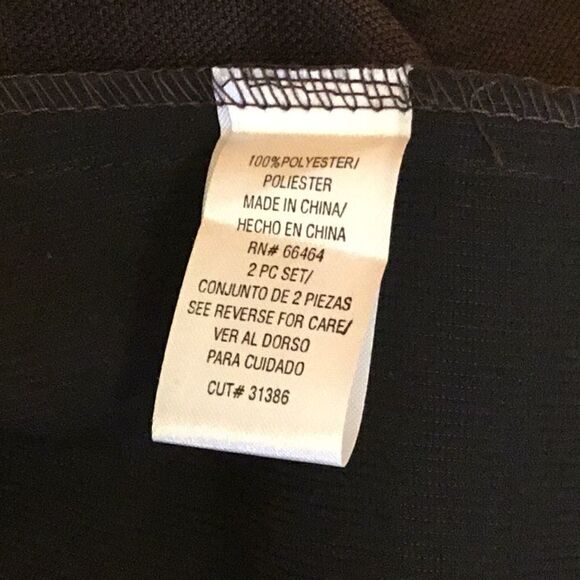 100%POLYESTER/
POLIESTER
MADE IN CHINA/
HECHO EN CHINA
RN# 66464
2 PC SET/
CONJUNTO DE 2 PIEZAS
SEE REVERSE FOR CARE/
VER AL DORSO
PARA CUIDADO
CUT# 31386